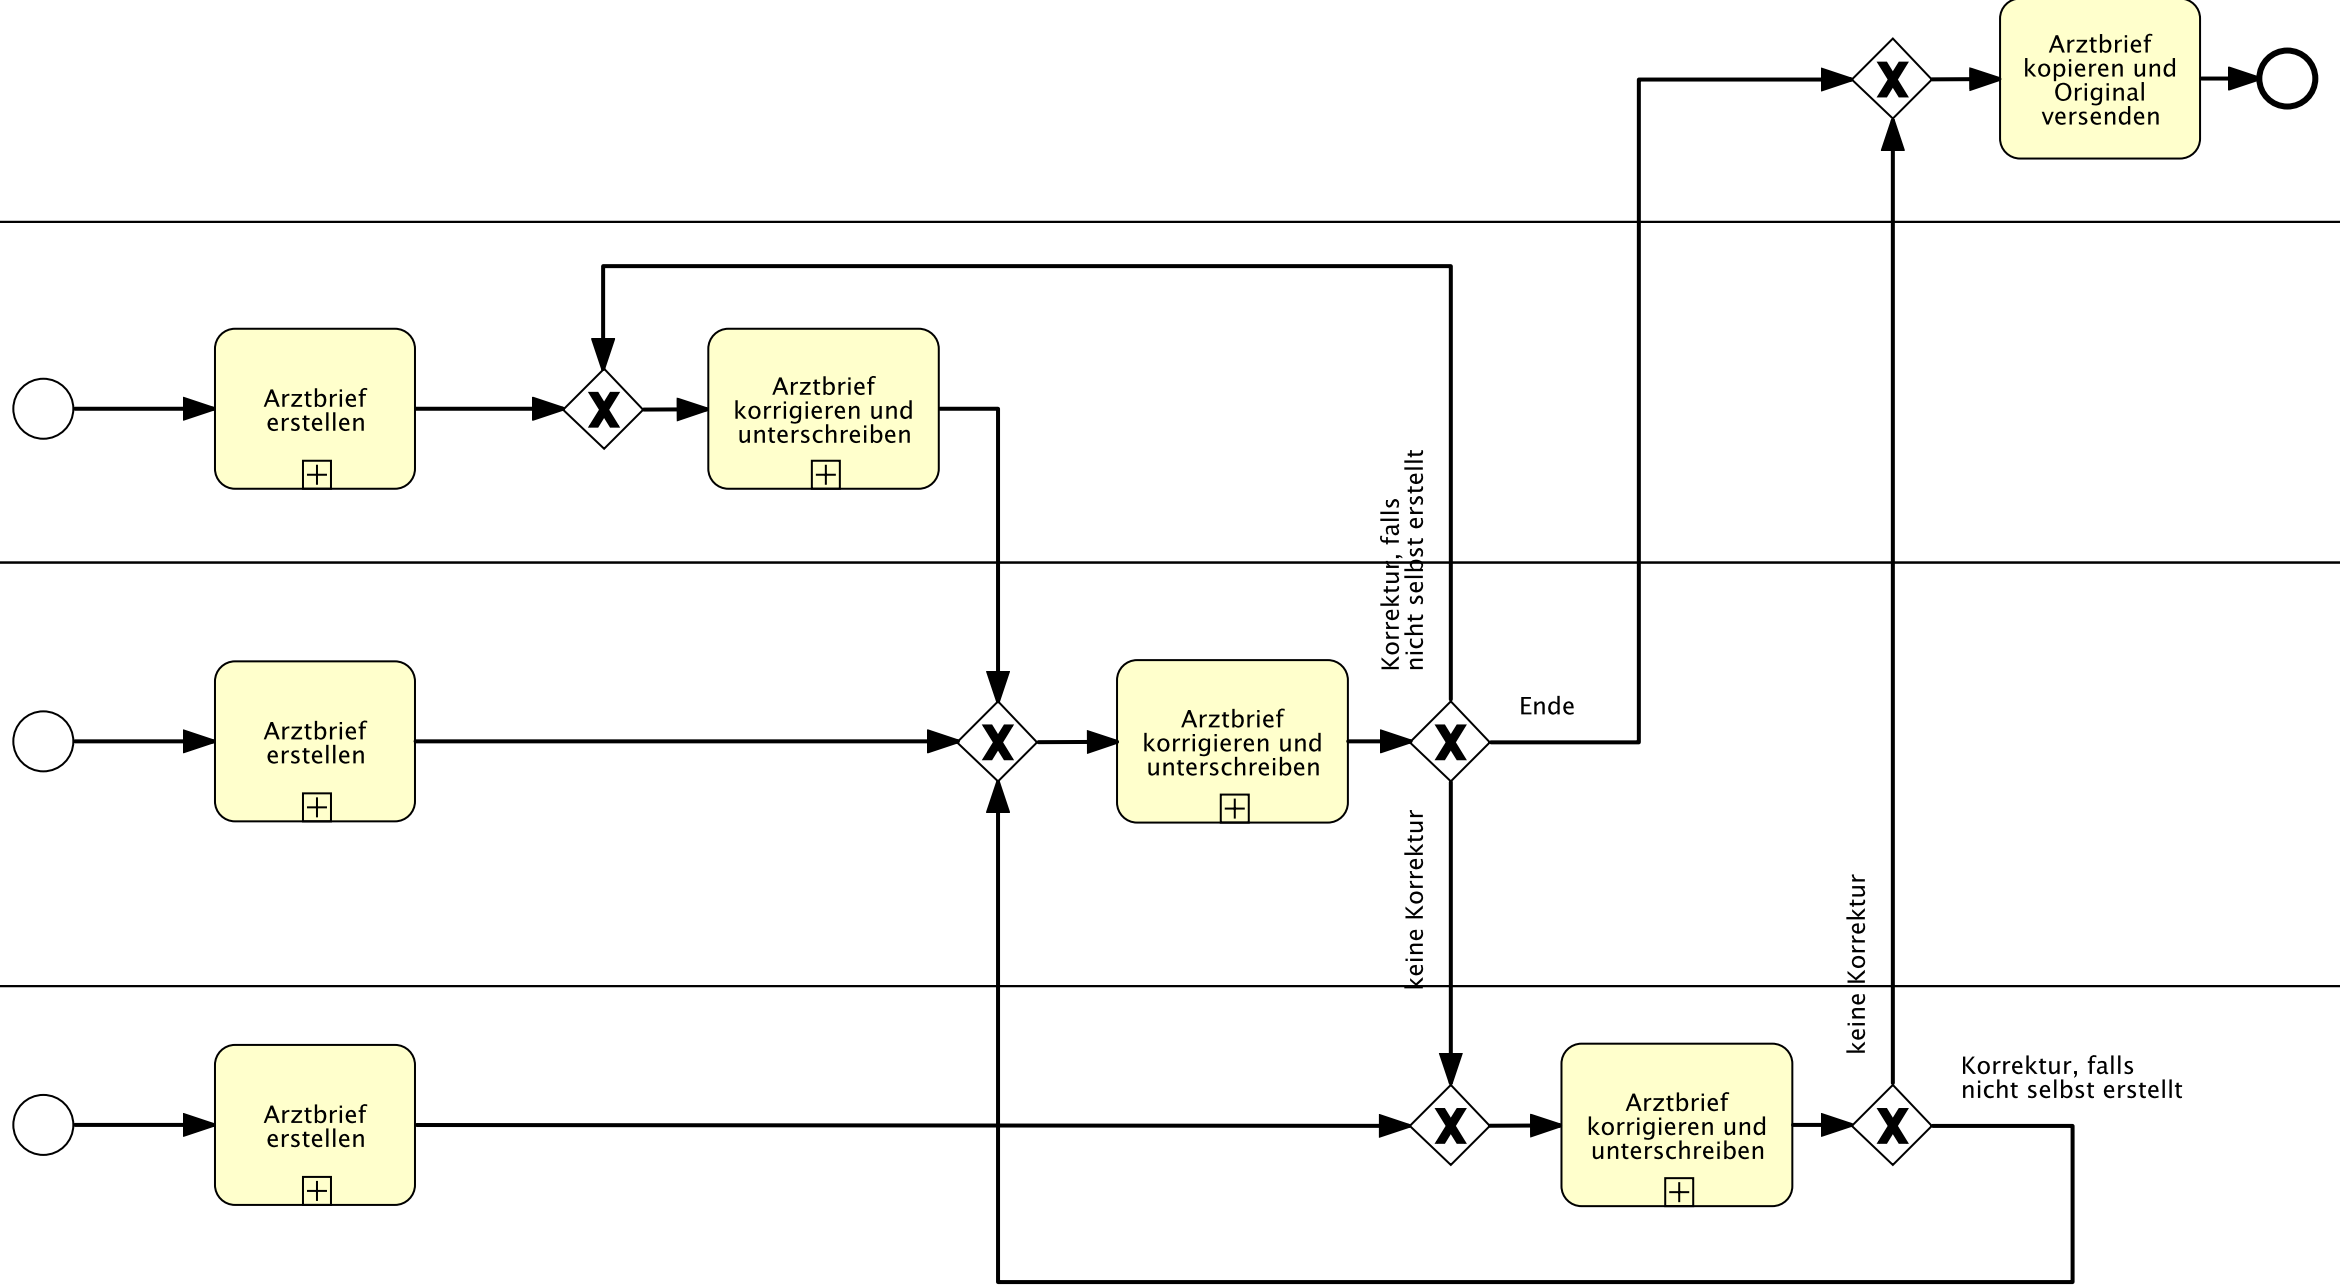 Arztbrief
kopieren und
Original
versenden
Arztbrief
erstellen
Arztbrief
korrigieren und
unterschreiben
Korrektur, falls
nicht selbst erstellt
Arztbrief
erstellen
Arztbrief
korrigieren und
unterschreiben
Ende
keine Korrektur
keine Korrektur
Arztbrief
erstellen
Arztbrief
korrigieren und
unterschreiben
Korrektur, falls
nicht selbst erstellt